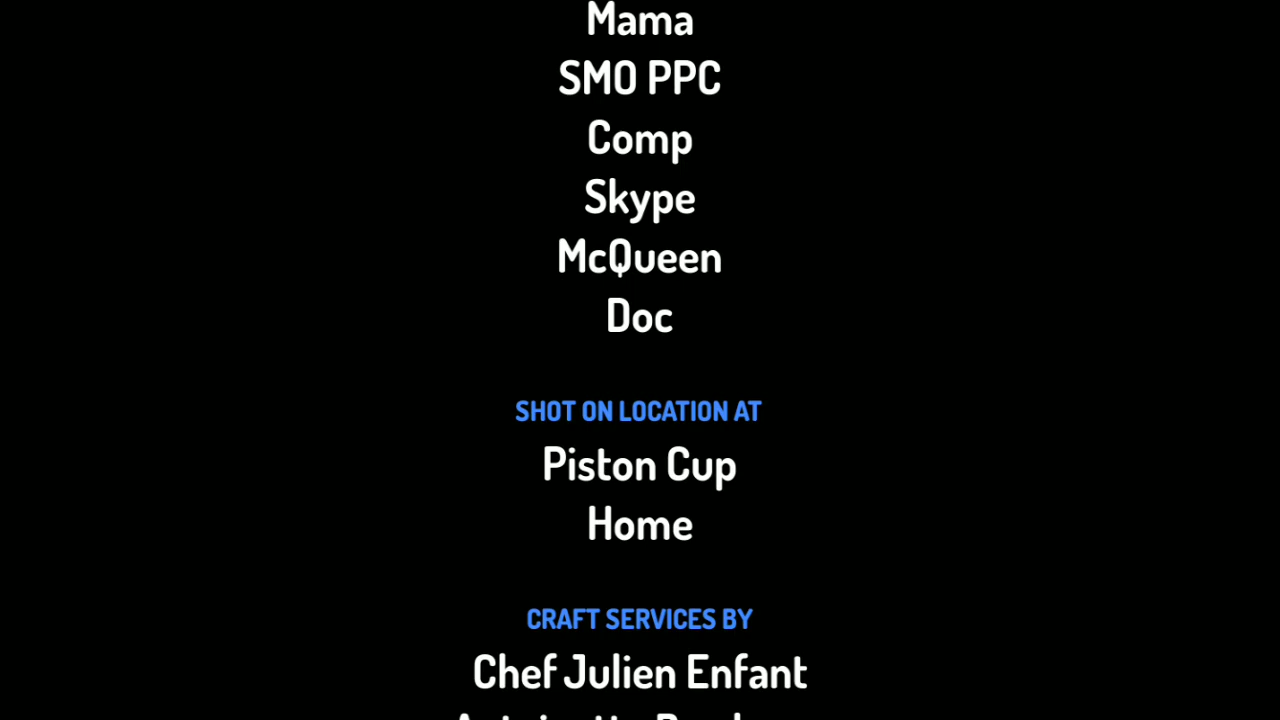 Mama
SMO PPC
Comp
Skype
McQueen
Doc
SHOT ON LOCATION AT
Piston Cup
Home
CRAFT SERVICES BY
Chef Julien Enfant